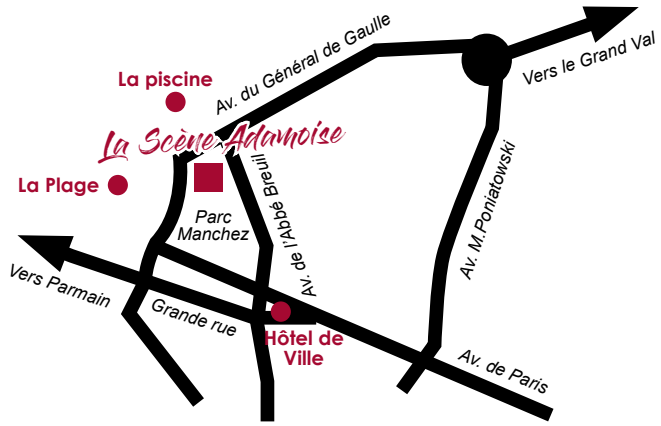 Av. du Général de Gaulle
Vers le Grand Val
La piscine
La Scène Adamoise
La Plage
Parc
Manchez
Av. de l'Abbé Breuil
Av. M.Poniatowski
Vers Parmain
Grande rue
Hôtel de
Ville
Av. de Paris